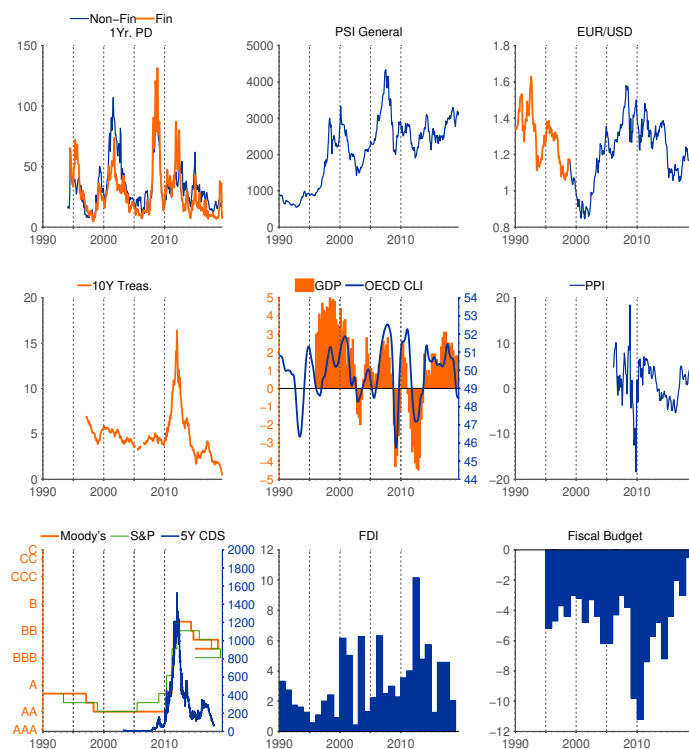 Non−Fin Fin
1Yr. PD
150
100
50
0
1990 2000 2010
PSI General
5000
4000
3000
2000
1000
0
1990 2000 2010
EUR/USD
1.8
1.6
1.4
1.2
1
0.8
1990 2000 2010
10Y Treas.
20
15
10
5
0
1990 2000 2010
GDP OECD CLI
5
4
3
2
1
0
−1
−2
−3
−4
−5
54
53
52
51
50
49
48
47
46
45
44
1990 2000 2010
PPI
20
10
0
−10
−20
1990 2000 2010
Moody's S&P 5Y CDS
C
CC
CCC
B
BB
BBB
A
AA
AAA
2000
1800
1600
1400
1200
1000
800
600
400
200
0
1990 2000 2010
FDI
12
10
8
6
4
2
0
1990 2000 2010
Fiscal Budget
0
−2
−4
−6
−8
−10
−12
1990 2000 2010